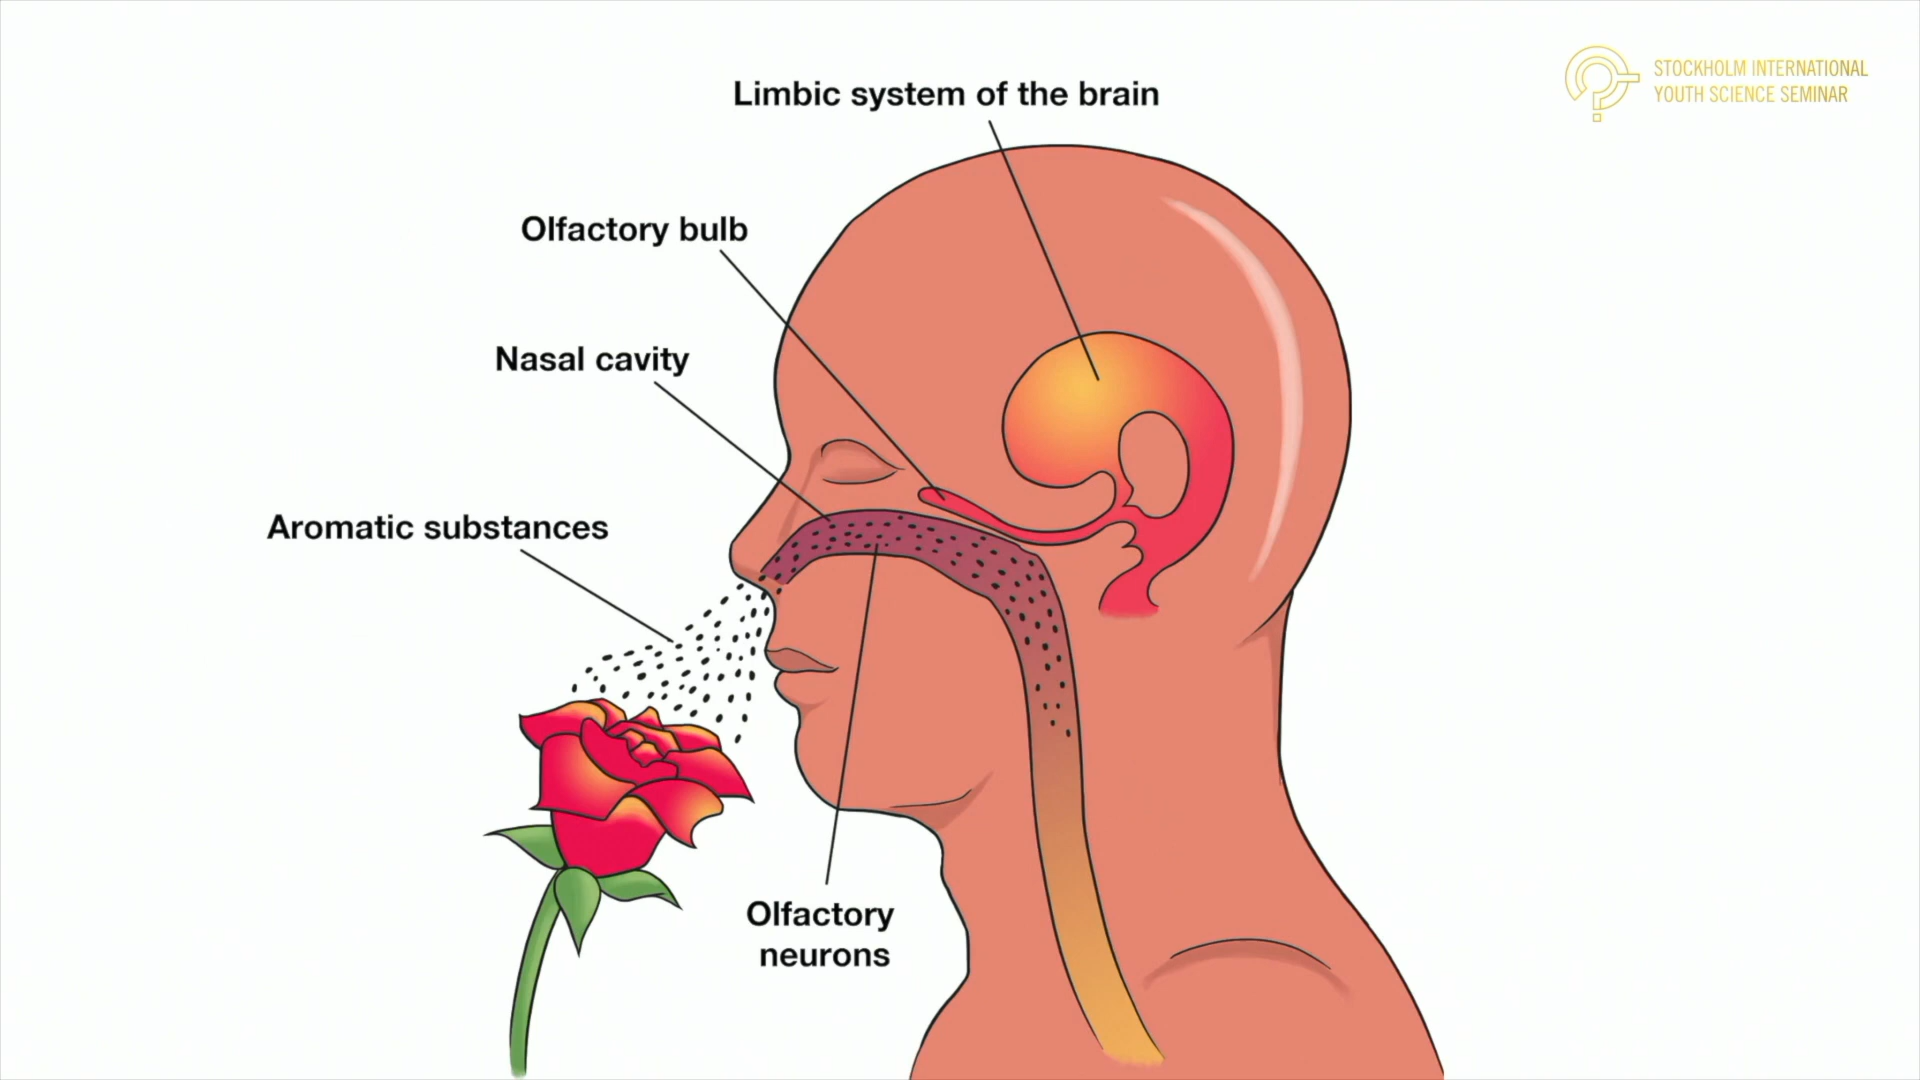 Limbic system of the brain
STOCKHOLM INTERNATIONAL
YOUTH SCIENCE SEMINAR
Olfactory bulb
Nasal cavity
Aromatic substances
Olfactory
neurons